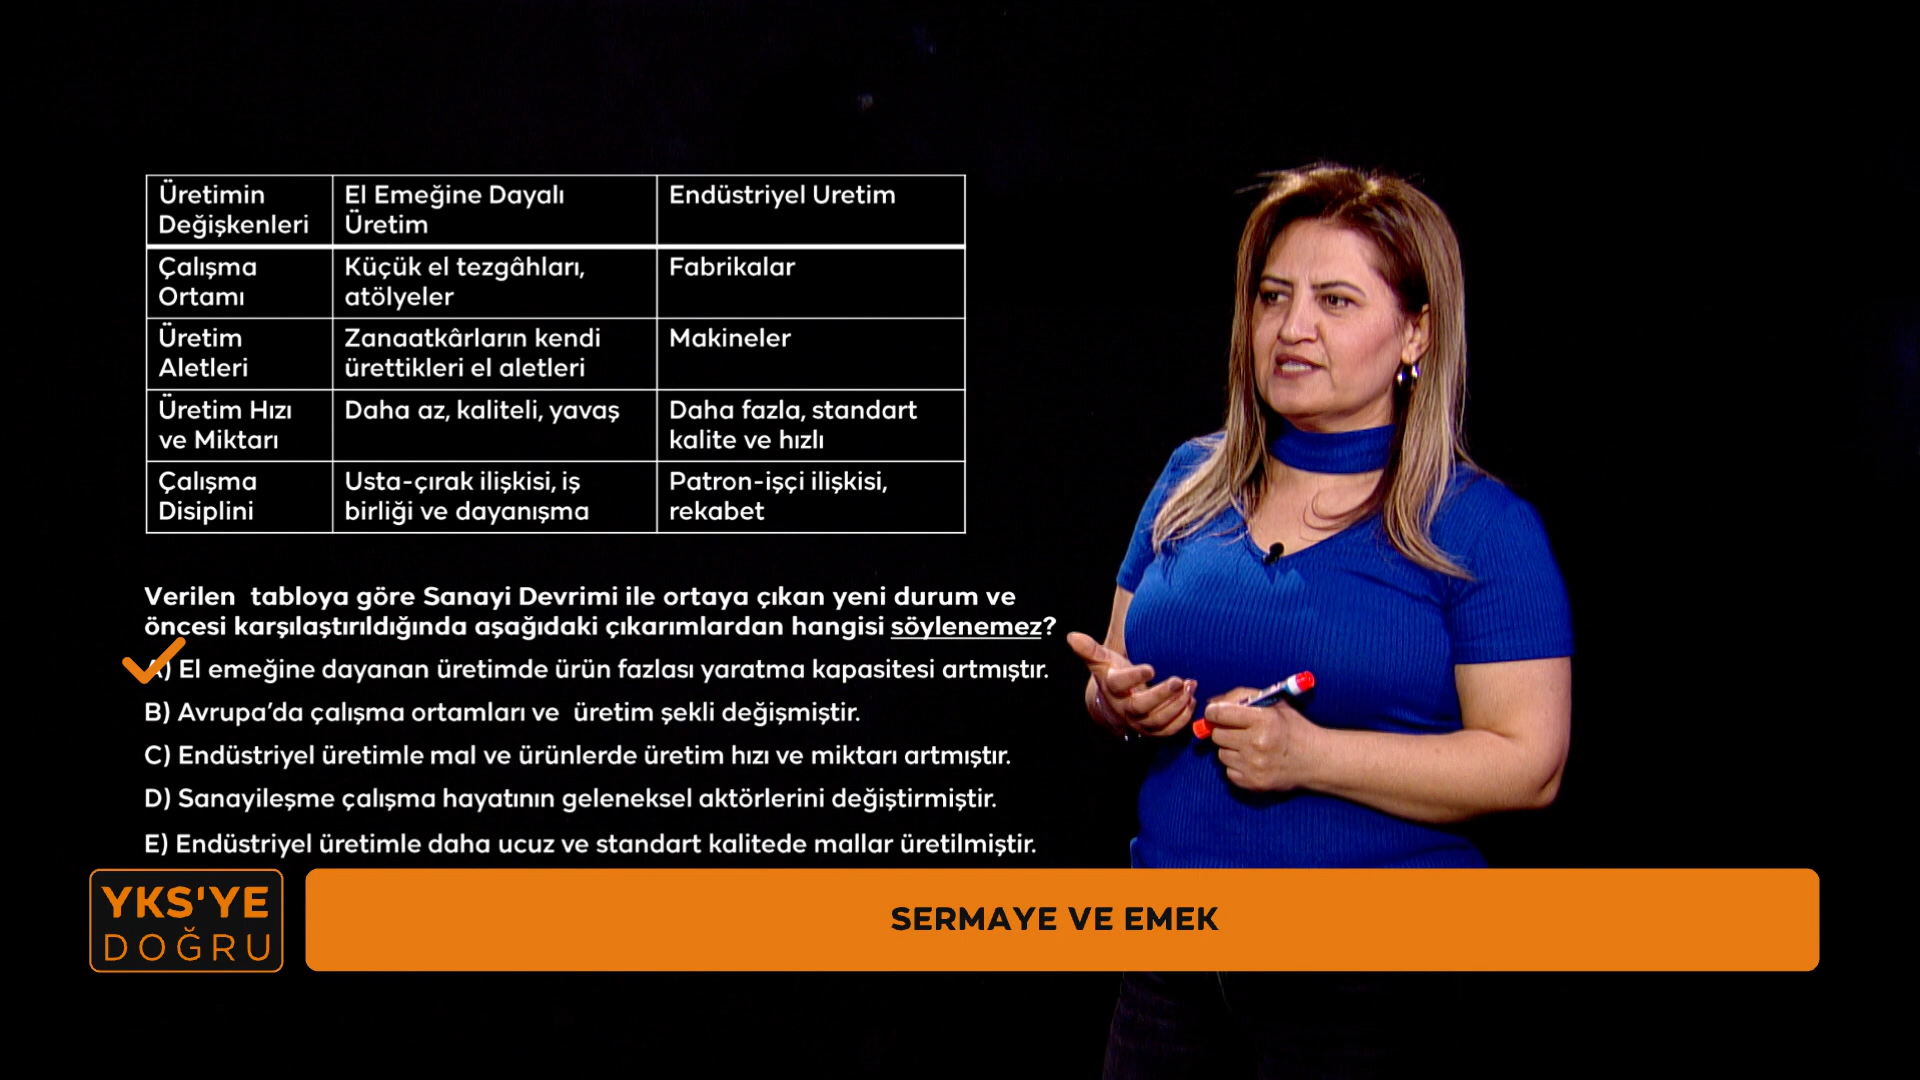 Üretimin Değişkenleri El Emeğine Dayalı Üretim Endüstriyel Uretim
Çalışma Ortamı Küçük el tezgâhları, atölyeler Fabrikalar
Üretim Aletleri Zanaatkârların kendi ürettikleri el aletleri Makineler
Üretim Hızı ve Miktarı Daha az, kaliteli, yavaş Daha fazla, standart kalite ve hızlı
Çalışma Disiplini Usta-çırak ilişkisi, iş birliği ve dayanışma Patron-işçi ilişkisi, rekabet
Verilen tabloya göre Sanayi Devrimi ile ortaya çıkan yeni durum ve
öncesi karşılaştırıldığında aşağıdaki çıkarımlardan hangisi söylenemez?
A) El emeğine dayanan üretimde ürün fazlası yaratma kapasitesi artmıştır.
B) Avrupa'da çalışma ortamları ve üretim şekli değişmiştir.
C) Endüstriyel üretimle mal ve ürünlerde üretim hızı ve miktarı artmıştır.
D) Sanayileşme çalışma hayatının geleneksel aktörlerini değiştirmiştir.
E) Endüstriyel üretimle daha ucuz ve standart kalitede mallar üretilmiştir.
YKS'YE
DOĞRU
SERMAYE VE EMEK